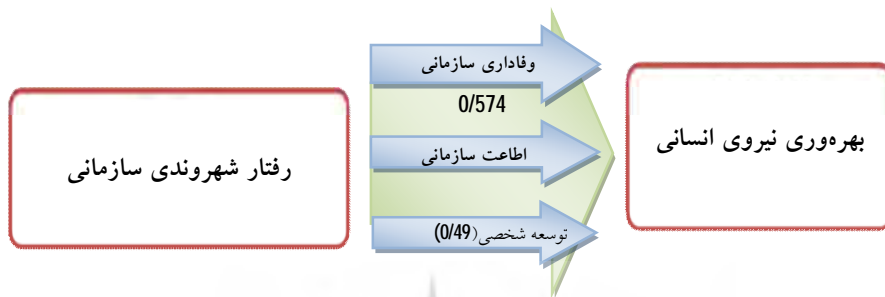 رفتار شهروندی سازمانی
وفاداری سازمانی
0/574
اطاعت سازمانی
توسعه شخصی(0/49)
بهره‌وری نیروی انسانی